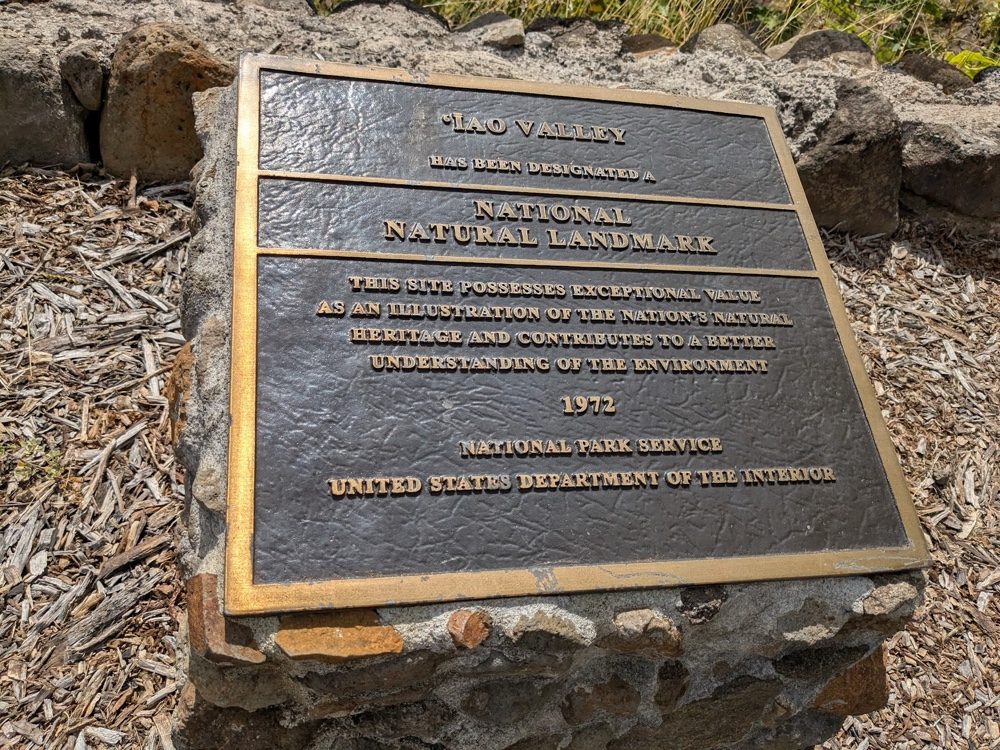 ʻIAO VALLEY
HAS BEEN DESIGNATED A
NATIONAL
NATURAL LANDMARK
THIS SITE POSSESSES EXCEPTIONAL VALUE
AS AN ILLUSTRATION OF THE NATION'S NATURAL
HERITAGE AND CONTRIBUTES TO A BETTER
UNDERSTANDING OF THE ENVIRONMENT
1972
NATIONAL PARK SERVICE
UNITED STATES DEPARTMENT OF THE INTERIOR